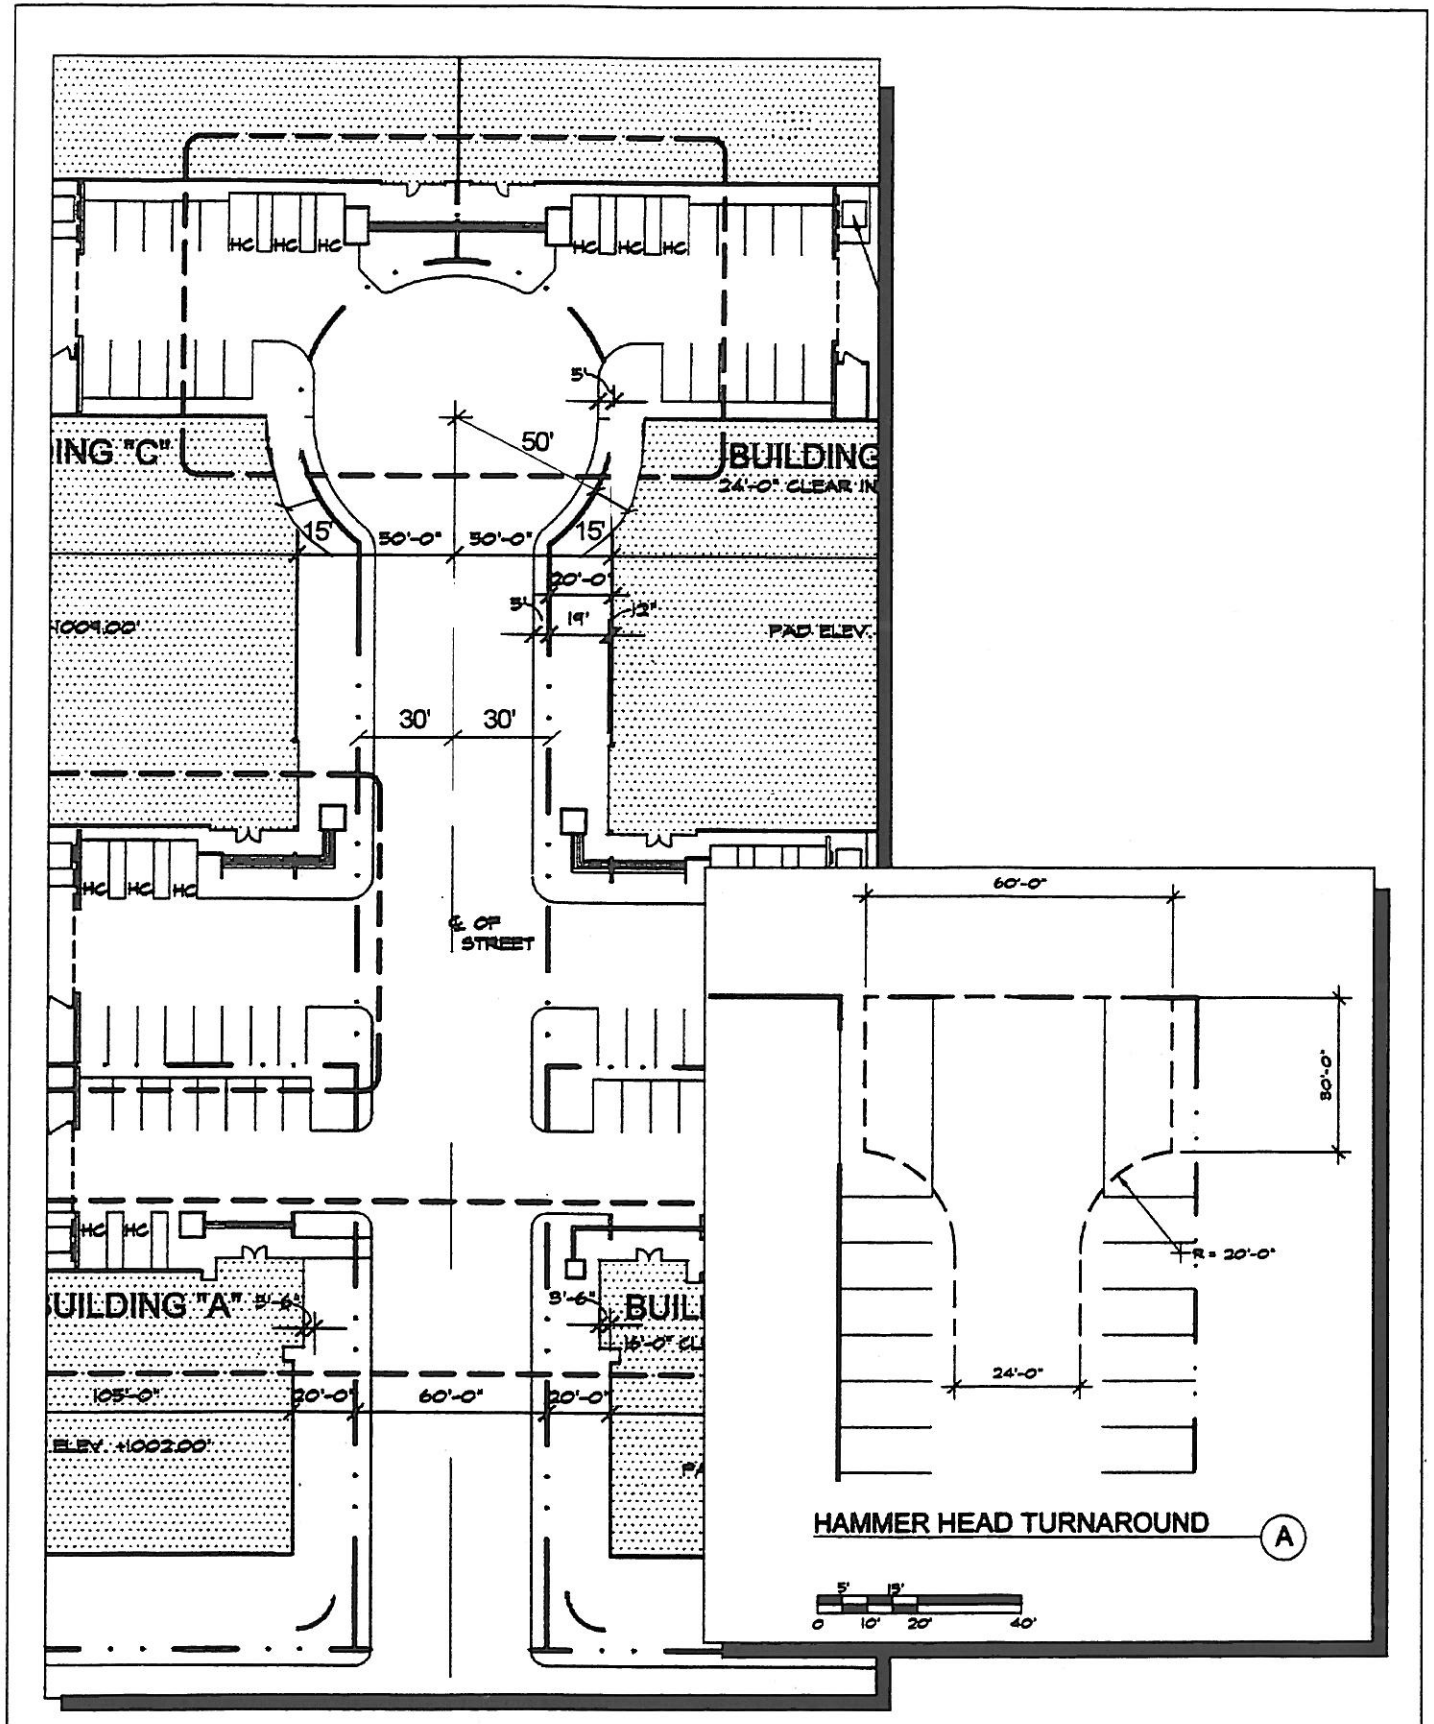 HC HC HC
HC HC HC
5'
50'
ING "C"
BUILDING
24'-0" CLEAR IN
15'
50'-0"
50'-0"
15'
20'-0"
5'
19'
12"
1009.00'
PAD ELEV.
30'
30'
HC HC HC
℄ OF
STREET
60'-0"
30'-0"
HC HC
R = 20'-0"
UILDING "A"
3'-6"
3'-6"
BUIL
16'-0" CL
24'-0"
105'-0"
20'-0"
60'-0"
20'-0"
ELEV. +1002.00'
PA
HAMMER HEAD TURNAROUND
A
5' 15'
0 10' 20' 40'